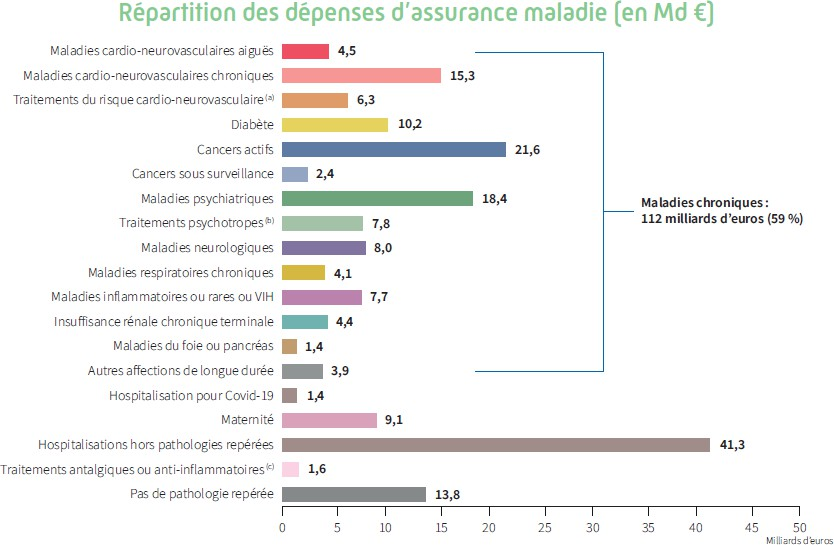 Répartition des dépenses d’assurance maladie (en Md €)
Maladies cardio-neurovasculaires aiguës 4,5
Maladies cardio-neurovasculaires chroniques 15,3
Traitements du risque cardio-neurovasculaire (a) 6,3
Diabète 10,2
Cancers actifs 21,6
Cancers sous surveillance 2,4
Maladies psychiatriques 18,4
Maladies chroniques :
112 milliards d’euros (59 %)
Traitements psychotropes (b) 7,8
Maladies neurologiques 8,0
Maladies respiratoires chroniques 4,1
Maladies inflammatoires ou rares ou VIH 7,7
Insuffisance rénale chronique terminale 4,4
Maladies du foie ou pancréas 1,4
Autres affections de longue durée 3,9
Hospitalisation pour Covid-19 1,4
Maternité 9,1
Hospitalisations hors pathologies repérées 41,3
Traitements antalgiques ou anti-inflammatoires (c) 1,6
Pas de pathologie repérée 13,8
0 5 10 15 20 25 30 35 40 45 50
Milliards d’euros